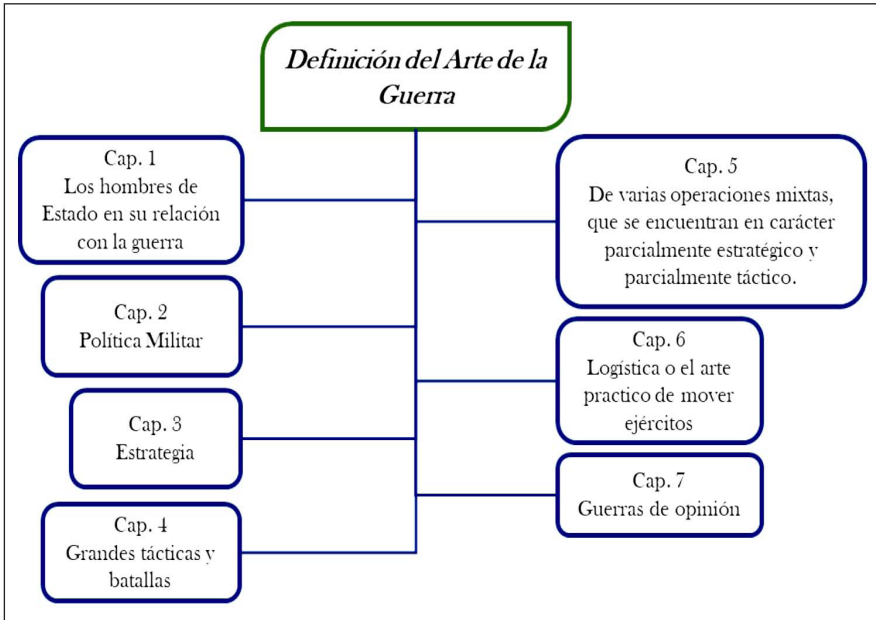 Definición del Arte de la
Guerra
Cap. 1
Los hombres de
Estado en su relación
con la guerra
Cap. 2
Política Militar
Cap. 3
Estrategia
Cap. 4
Grandes tácticas y
batallas
Cap. 5
De varias operaciones mixtas,
que se encuentran en carácter
parcialmente estratégico y
parcialmente táctico.
Cap. 6
Logística o el arte
practico de mover
ejércitos
Cap. 7
Guerras de opinión